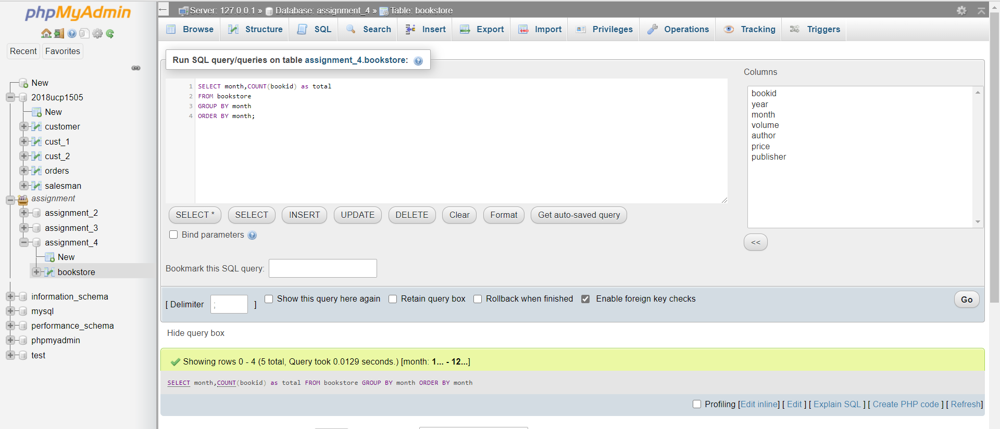 phpMyAdmin
Recent Favorites
New
2018ucp1505
New
customer
cust_1
cust_2
orders
salesman
assignment
assignment_2
assignment_3
assignment_4
New
bookstore
information_schema
mysql
performance_schema
phpmyadmin
test
Server: 127.0.0.1 » Database: assignment_4 » Table: bookstore
Browse Structure SQL Search Insert Export Import Privileges Operations Tracking Triggers
Run SQL query/queries on table assignment_4.bookstore:
1 SELECT month,COUNT(bookid) as total
2 FROM bookstore
3 GROUP BY month
4 ORDER BY month;
Columns
bookid
year
month
volume
author
price
publisher
<<
SELECT * SELECT INSERT UPDATE DELETE Clear Format Get auto-saved query
Bind parameters
Bookmark this SQL query:
[ Delimiter ; ] Show this query here again Retain query box Rollback when finished Enable foreign key checks Go
Hide query box
Showing rows 0 - 4 (5 total, Query took 0.0129 seconds.) [month: 1... - 12...]
SELECT month,COUNT(bookid) as total FROM bookstore GROUP BY month ORDER BY month
Profiling [Edit inline] [ Edit ] [ Explain SQL ] [ Create PHP code ] [ Refresh]